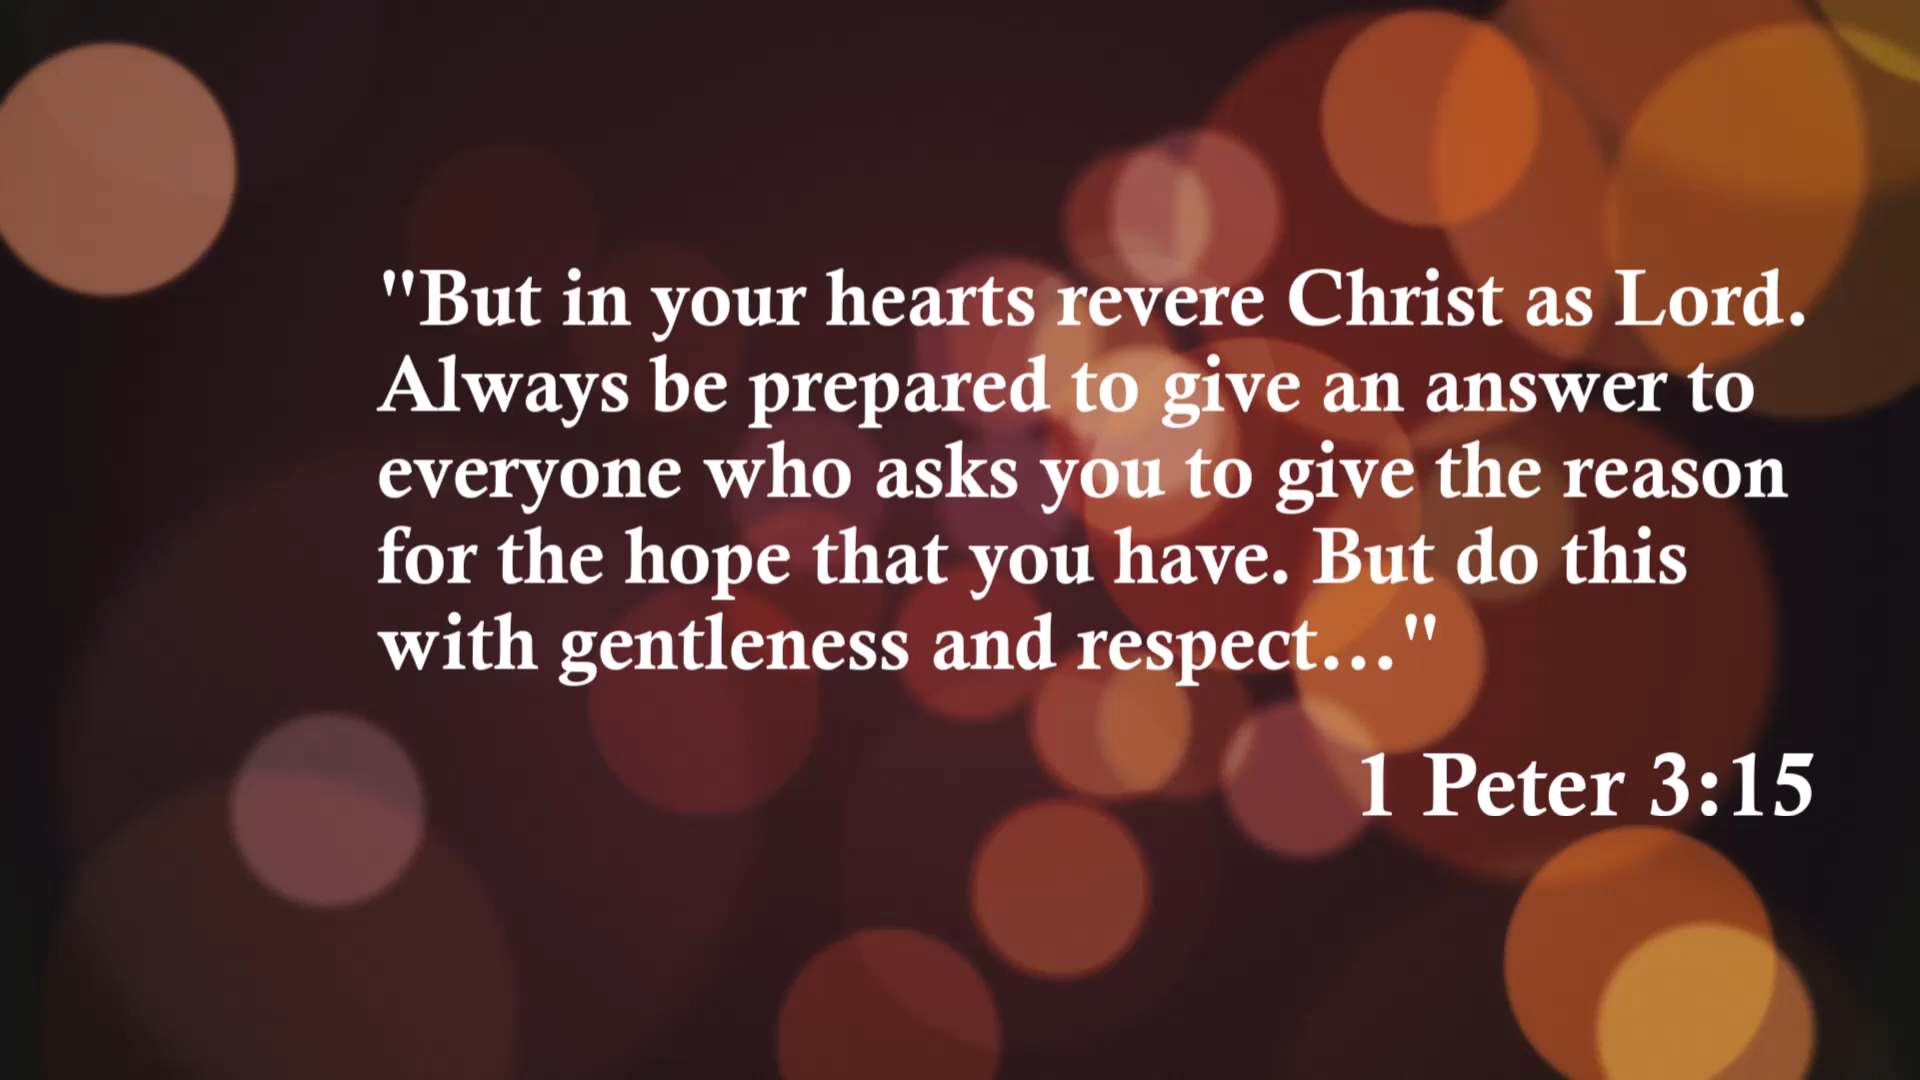 "But in your hearts revere Christ as Lord.
Always be prepared to give an answer to
everyone who asks you to give the reason
for the hope that you have. But do this
with gentleness and respect..."
1 Peter 3:15